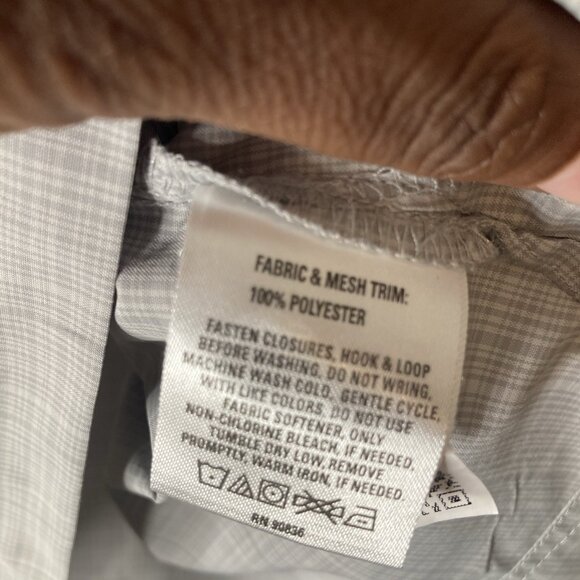 FABRIC & MESH TRIM:
100% POLYESTER
FASTEN CLOSURES, HOOK & LOOP
BEFORE WASHING. DO NOT WRING,
MACHINE WASH COLD, GENTLE CYCLE,
WITH LIKE COLORS, DO NOT USE
FABRIC SOFTENER, ONLY
NON-CHLORINE BLEACH, IF NEEDED,
TUMBLE DRY LOW, REMOVE
PROMPTLY, WARM IRON, IF NEEDED
RN 90836